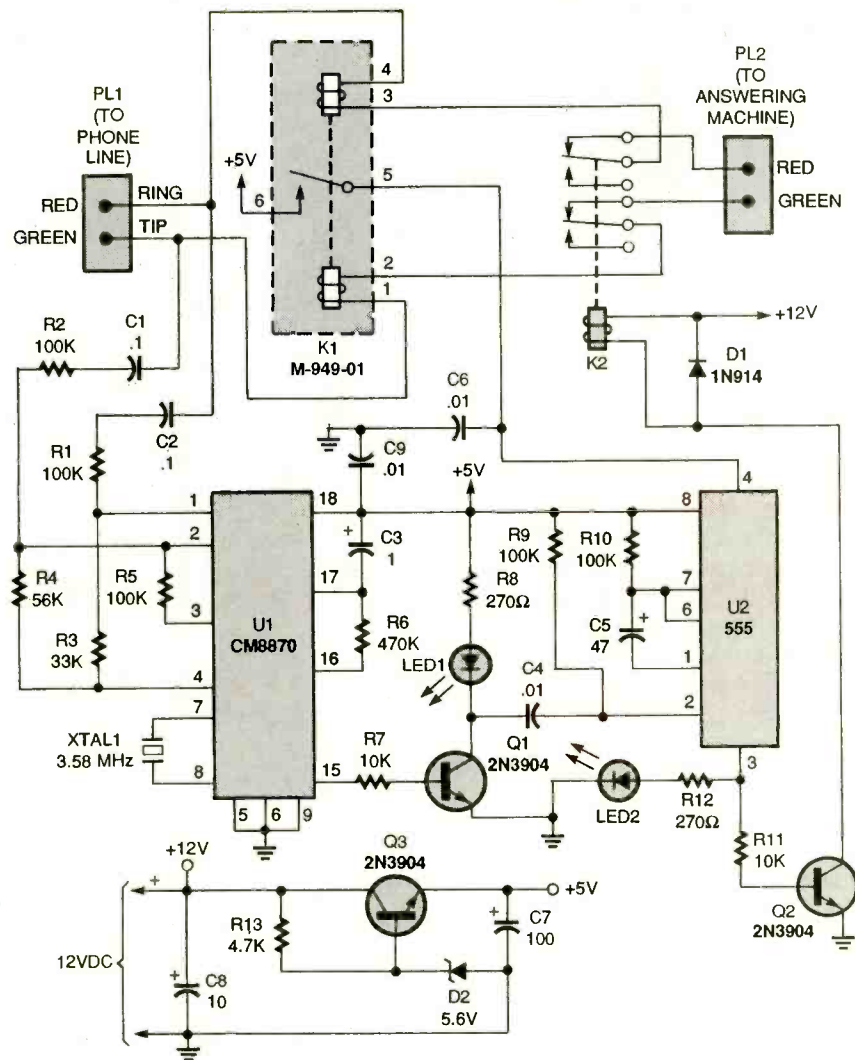 PL1
(TO
PHONE
LINE)
RED
RING
GREEN
TIP
+5V
6
4
3
5
2
1
K1
M-949-01
PL2
(TO
ANSWERING
MACHINE)
RED
GREEN
+12V
K2
D1
1N914
R2
100K
C1
.1
C2
.1
R1
100K
C6
.01
C9
.01
+5V
1
2
3
4
7
8
5
6
9
18
17
16
15
U1
CM8870
R4
56K
R5
100K
R3
33K
XTAL1
3.58 MHz
+
C3
1
R6
470K
R7
10K
R8
270Ω
LED1
C4
.01
Q1
2N3904
R9
100K
R10
100K
C5
47
+
4
8
7
6
1
2
3
U2
555
LED2
R12
270Ω
R11
10K
Q2
2N3904
+12V
+
12VDC
+
C8
10
R13
4.7K
Q3
2N3904
D2
5.6V
+
C7
100
+5V